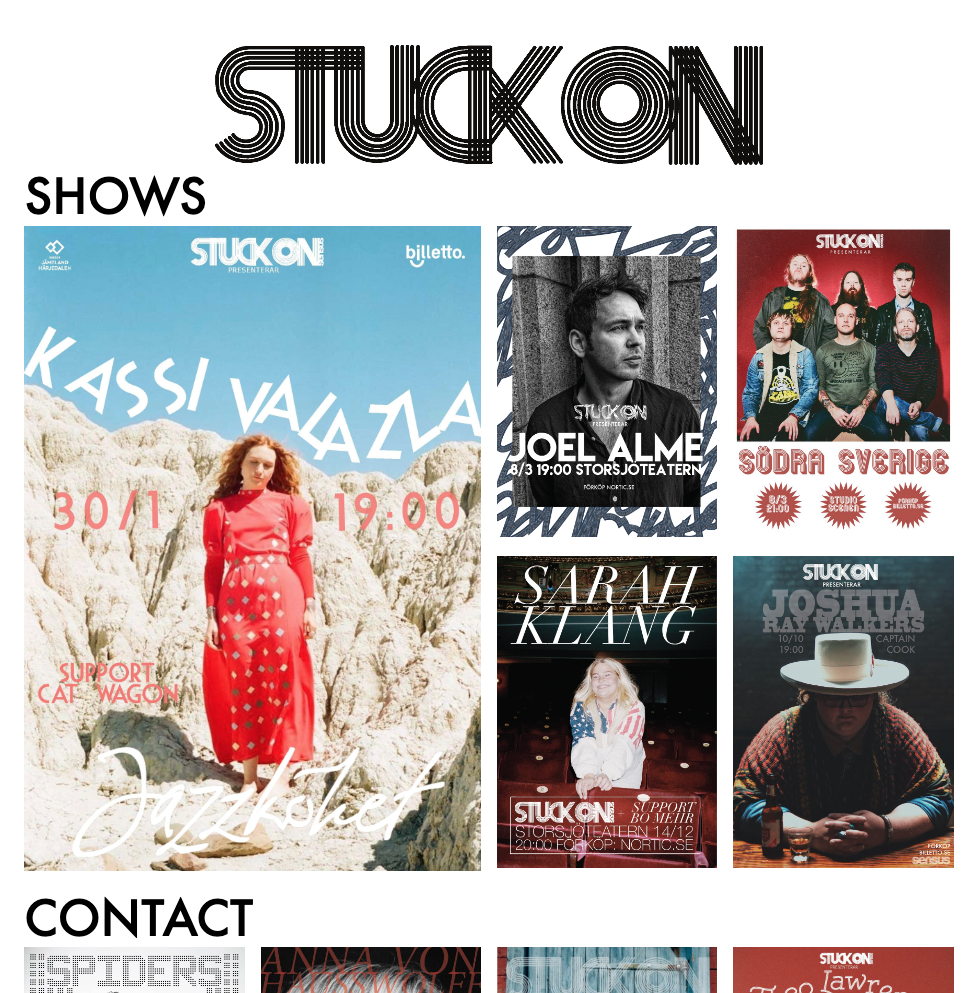 STUCK ON
SHOWS
REGION
JÄMTLAND
HÄRJEDALEN
STUCK ON
PRESENTERAR
billetto.
KASSI VALAZZA
30/1
19:00
SUPPORT
CAT WAGON
Jazzköket
STUCK ON
PRESENTERAR
JOEL ALME
8/3 19:00 STORSJÖTEATERN
FÖRKÖP NORTIC.SE
STUCK ON
PRESENTERAR
SÖDRA SVERIGE
8/3
21:00
STUDIO
SCENEN
FÖRKÖP
BILLETTO.SE
SARAH
KLANG
STUCK ON
SUPPORT
BO MEHR
STORSJÖTEATERN 14/12
20:00 FÖRKÖP: NORTIC.SE
STUCK ON
PRESENTERAR
JOSHUA
RAY WALKERS
10/10
19:00
CAPTAIN
COOK
FÖRKÖP
BILLETTO.SE
sensus
CONTACT
SPIDERS
ANNA VON
HAUSSWOLFF
STUCK ON
STUCK ON
PRESENTERAR
Theo Lawre